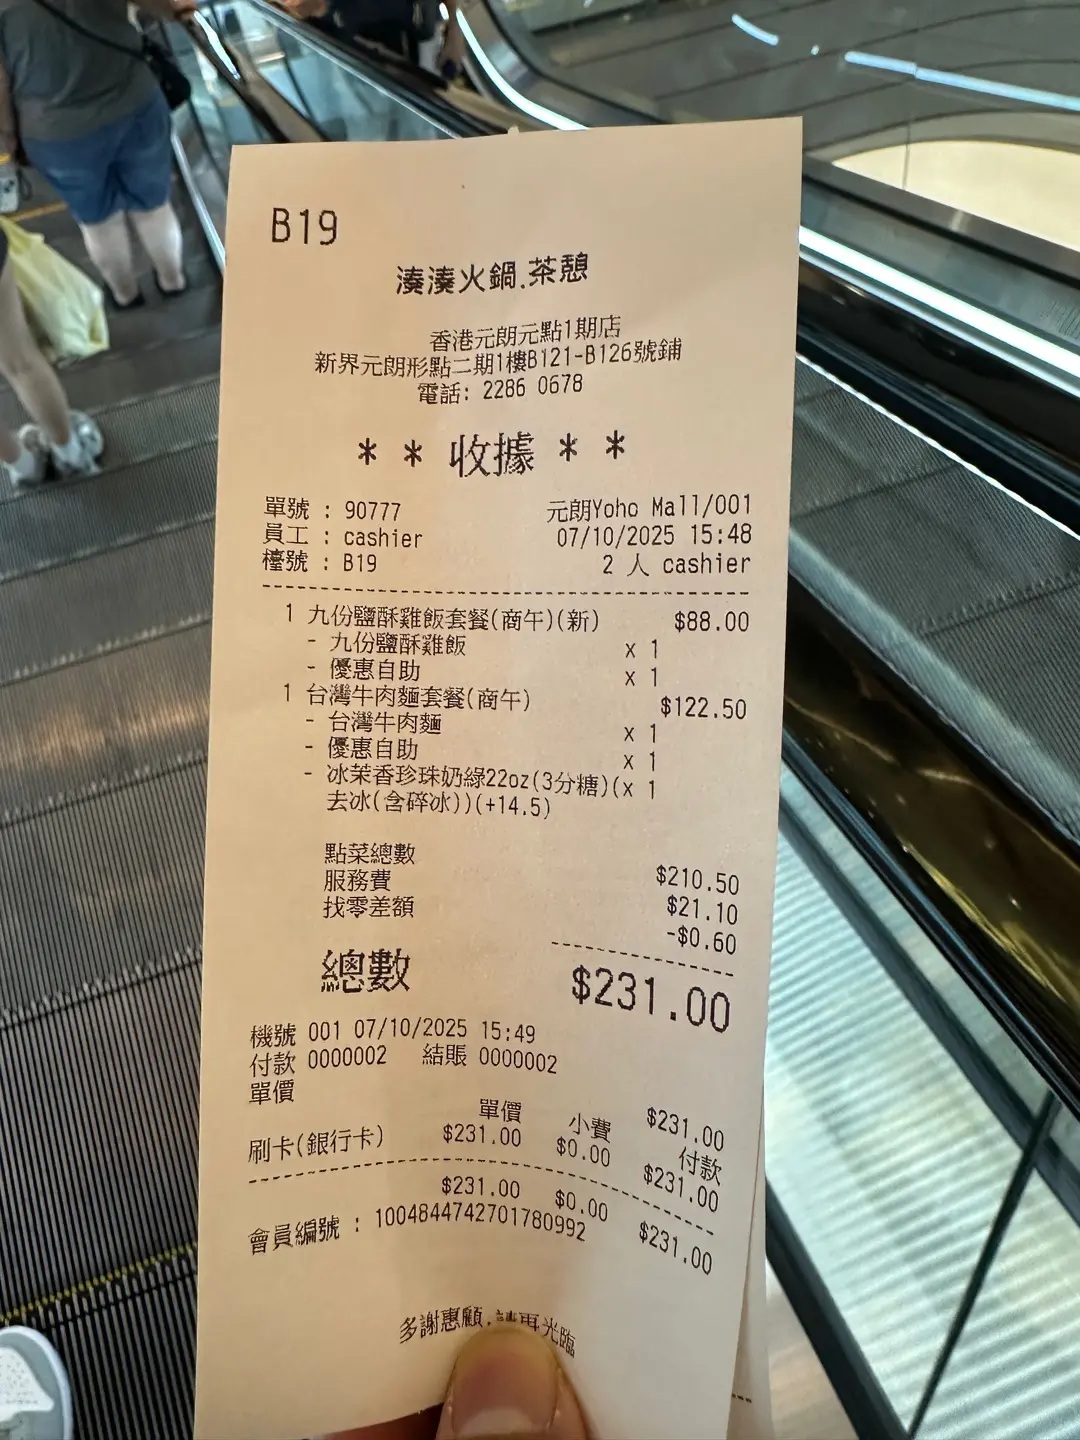 B19
湊湊火鍋.茶憩
香港元朗元點1期店
新界元朗形點二期1樓B121-B126號鋪
電話: 2286 0678
* * 收據 * *
單號 : 90777 元朗Yoho Mall/001
員工 : cashier 07/10/2025 15:48
檯號 : B19 2 人 cashier
1 九份鹽酥雞飯套餐(商午)(新) $88.00
- 九份鹽酥雞飯 x 1
- 優惠自助 x 1
1 台灣牛肉麵套餐(商午) $122.50
- 台灣牛肉麵 x 1
- 優惠自助 x 1
- 冰茉香珍珠奶綠22oz(3分糖)( x 1
去冰(含碎冰))(+14.5)
點菜總數 $210.50
服務費 $21.10
找零差額 -$0.60
總數 $231.00
機號 001 07/10/2025 15:49
付款 0000002 結賬 0000002
單價 $231.00
單價 小費 付款
刷卡(銀行卡) $231.00 $0.00 $231.00
$231.00 $0.00 $231.00
會員編號 : 1004844742701780992
多謝惠顧,請再光臨